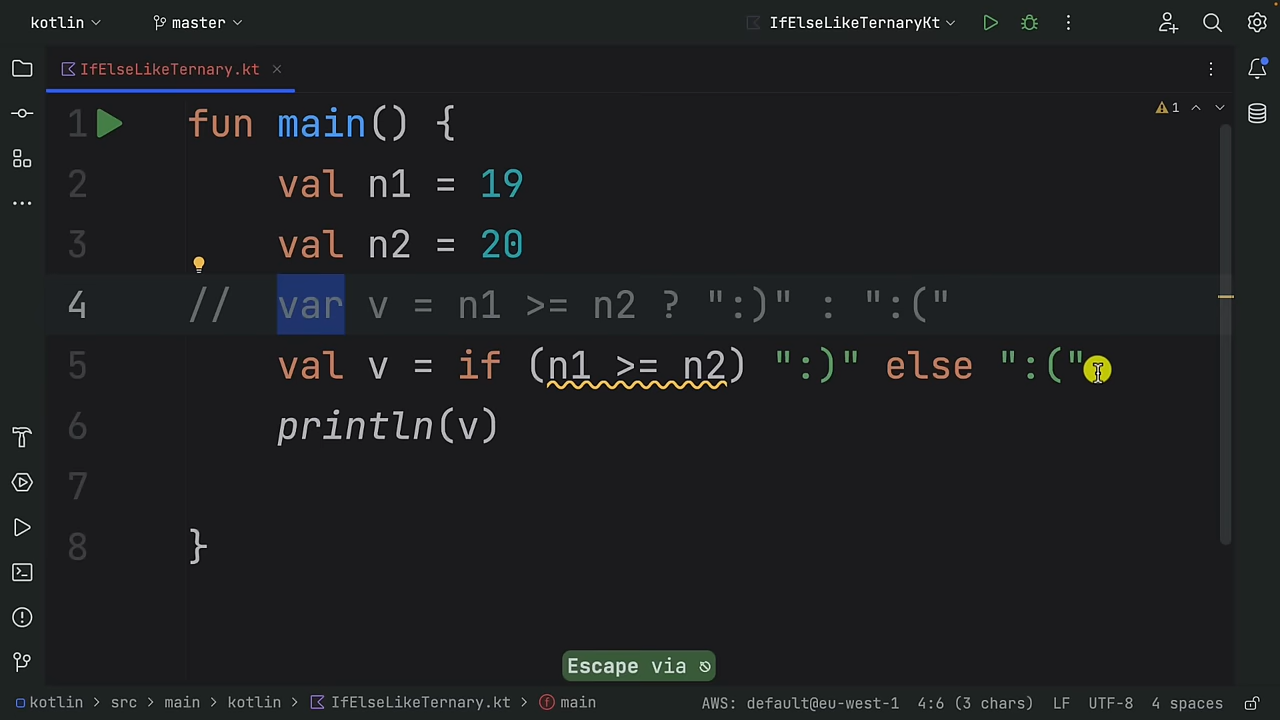 kotlin master IfElseLikeTernaryKt
IfElseLikeTernary.kt
1 fun main() { 1
2 val n1 = 19
3 val n2 = 20
4 // var v = n1 >= n2 ? ":)" : ":("
5 val v = if (n1 >= n2) ":)" else ":("
6 println(v)
7
8 }
Escape via ⎋
kotlin > src > main > kotlin > IfElseLikeTernary.kt > main AWS: default@eu-west-1 4:6 (3 chars) LF UTF-8 4 spaces